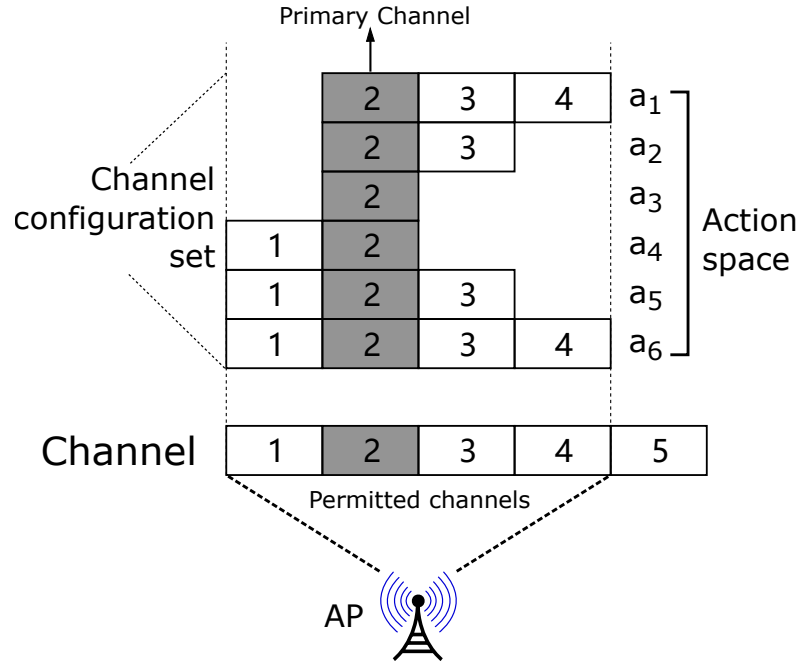 Primary Channel
2 3 4 a1
2 3 a2
2 a3
Channel
configuration
set
1 2 a4
1 2 3 a5
1 2 3 4 a6
Action
space
Channel 1 2 3 4 5
Permitted channels
AP